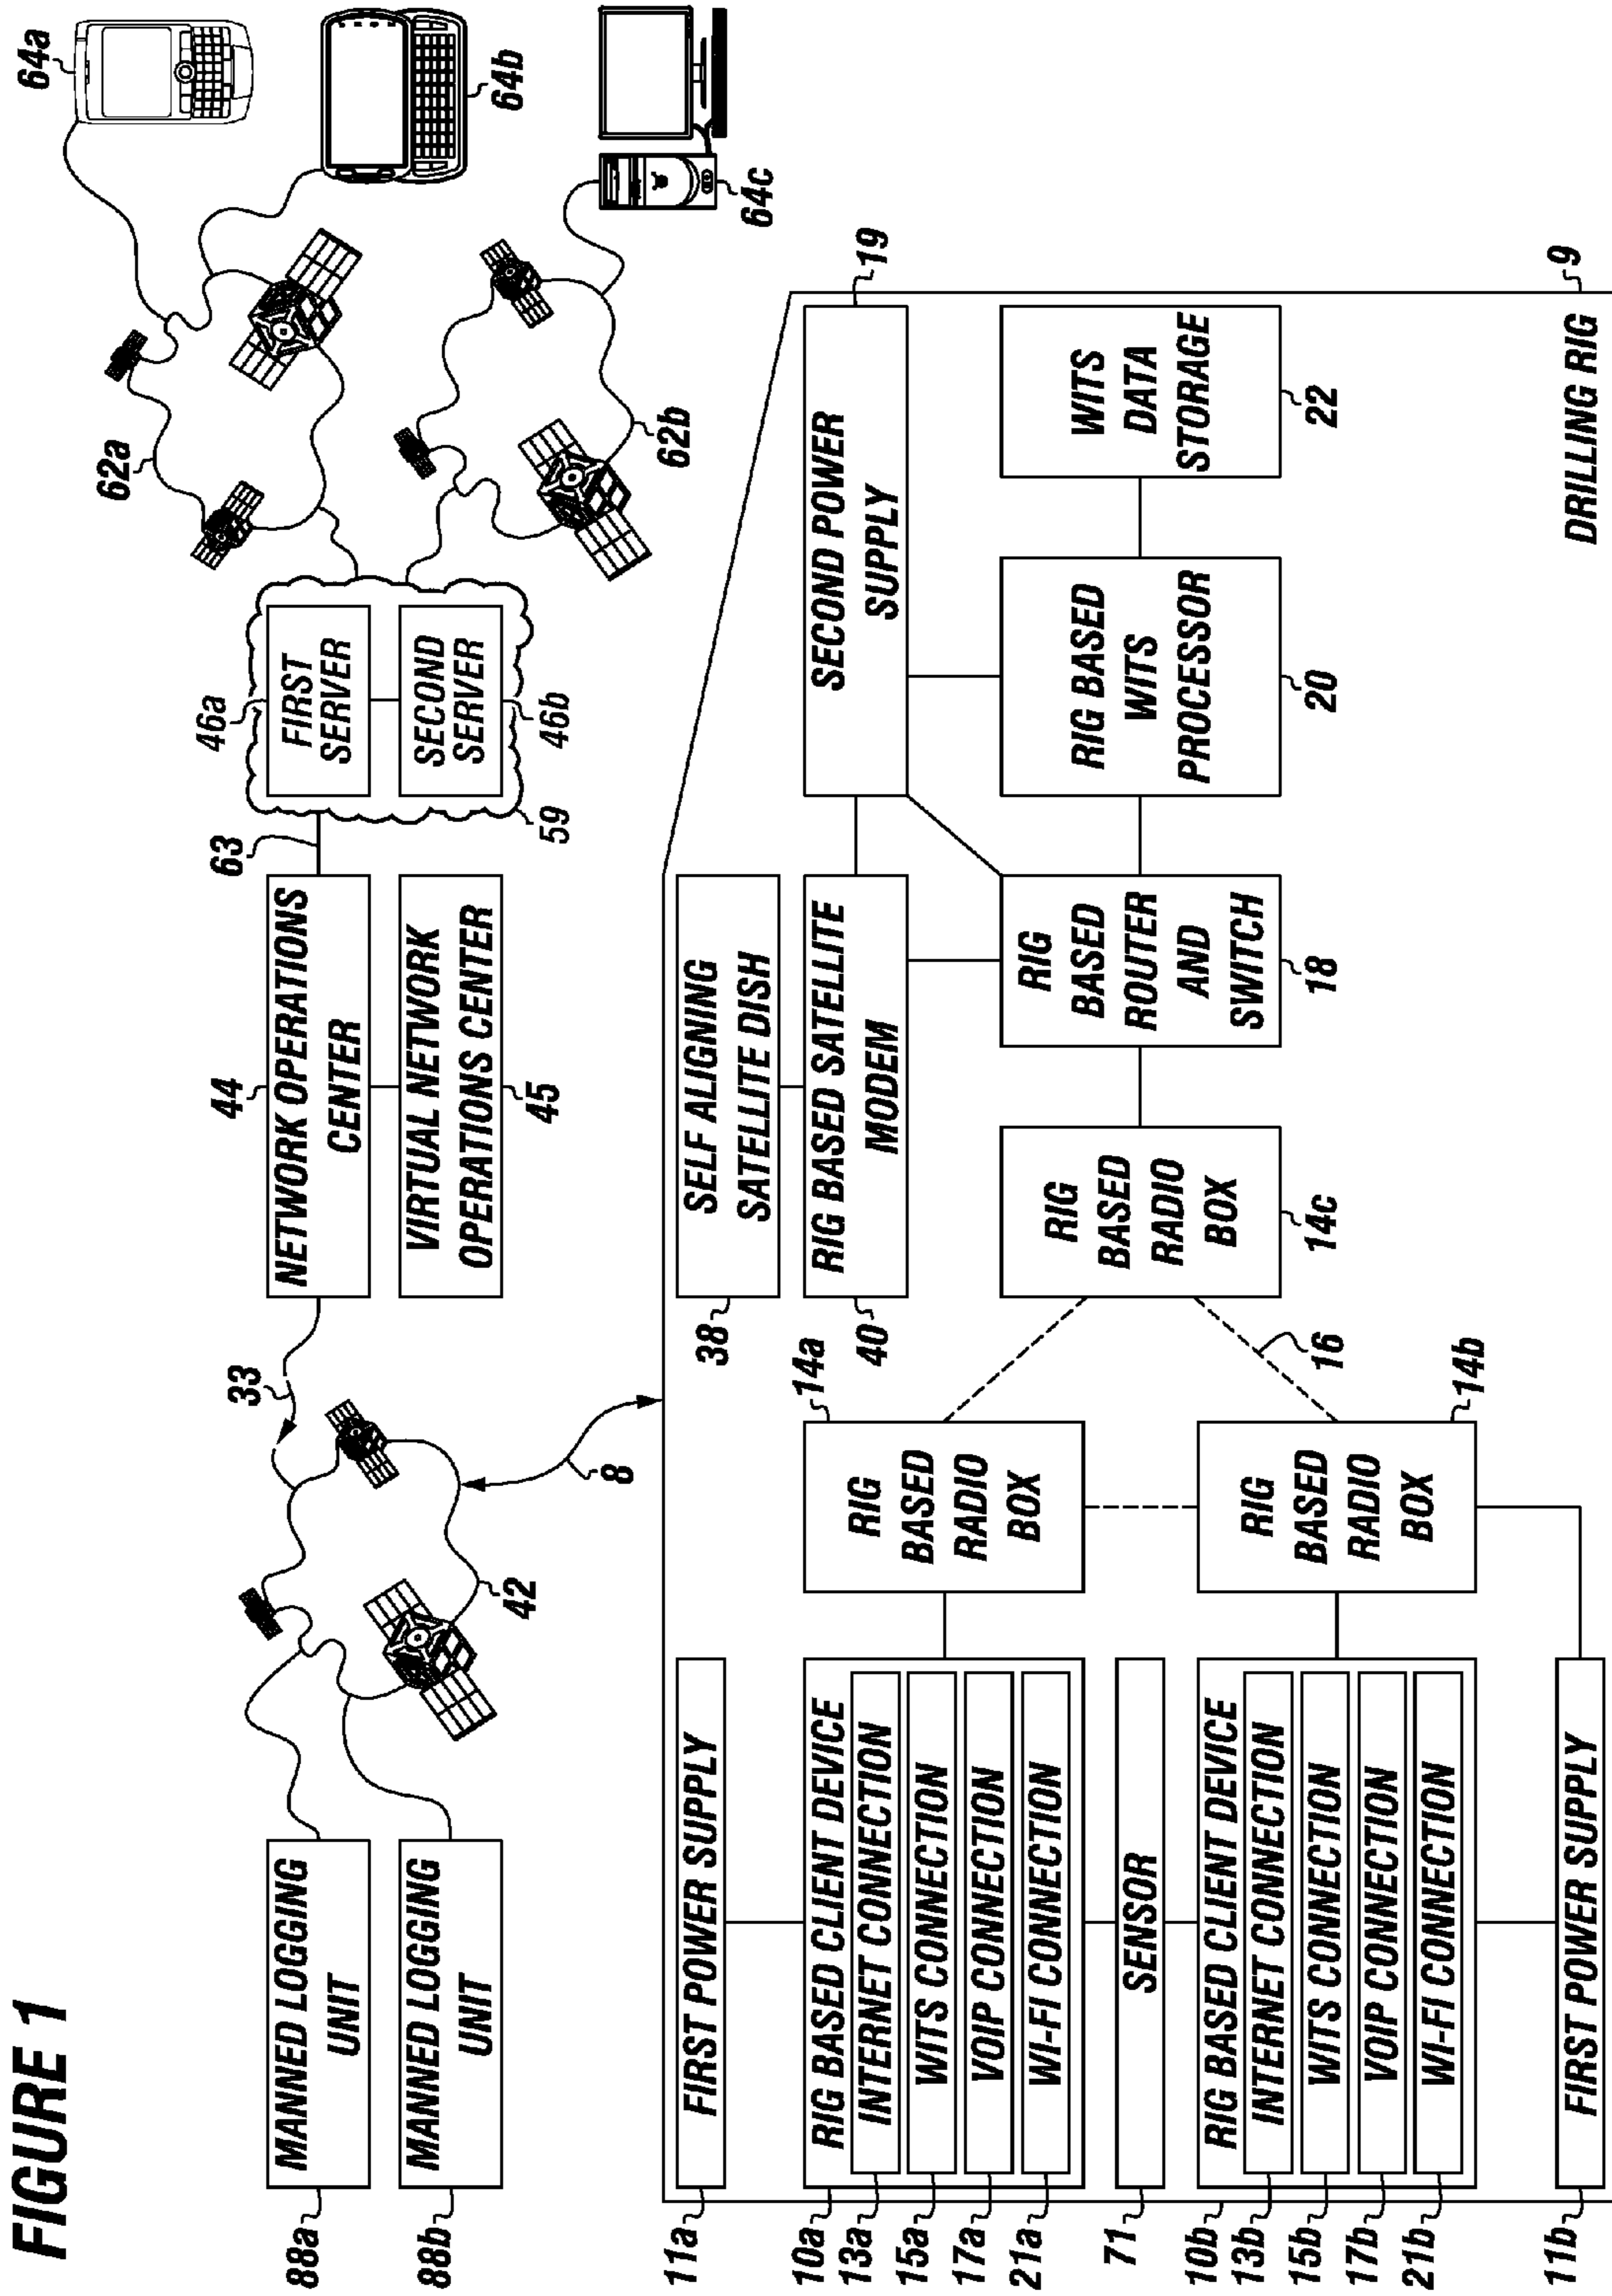 FIGURE 1
88a
MANNED LOGGING
UNIT
88b
MANNED LOGGING
UNIT
33
42
8
44
NETWORK OPERATIONS
CENTER
VIRTUAL NETWORK
OPERATIONS CENTER
45
63
46a
FIRST
SERVER
SECOND
SERVER
46b
59
62a
62b
64a
64b
64c
11a
FIRST POWER SUPPLY
10a
RIG BASED CLIENT DEVICE
13a
INTERNET CONNECTION
15a
WITS CONNECTION
17a
VOIP CONNECTION
21a
WI-FI CONNECTION
71
SENSOR
10b
RIG BASED CLIENT DEVICE
13b
INTERNET CONNECTION
15b
WITS CONNECTION
17b
VOIP CONNECTION
21b
WI-FI CONNECTION
11b
FIRST POWER SUPPLY
14a
RIG
BASED
RADIO
BOX
14b
RIG
BASED
RADIO
BOX
16
38
SELF ALIGNING
SATELLITE DISH
40
RIG BASED SATELLITE
MODEM
RIG
BASED
RADIO
BOX
14c
RIG
BASED
ROUTER
AND
SWITCH
18
SECOND POWER
SUPPLY
19
RIG BASED
WITS
PROCESSOR
20
WITS
DATA
STORAGE
22
DRILLING RIG
9